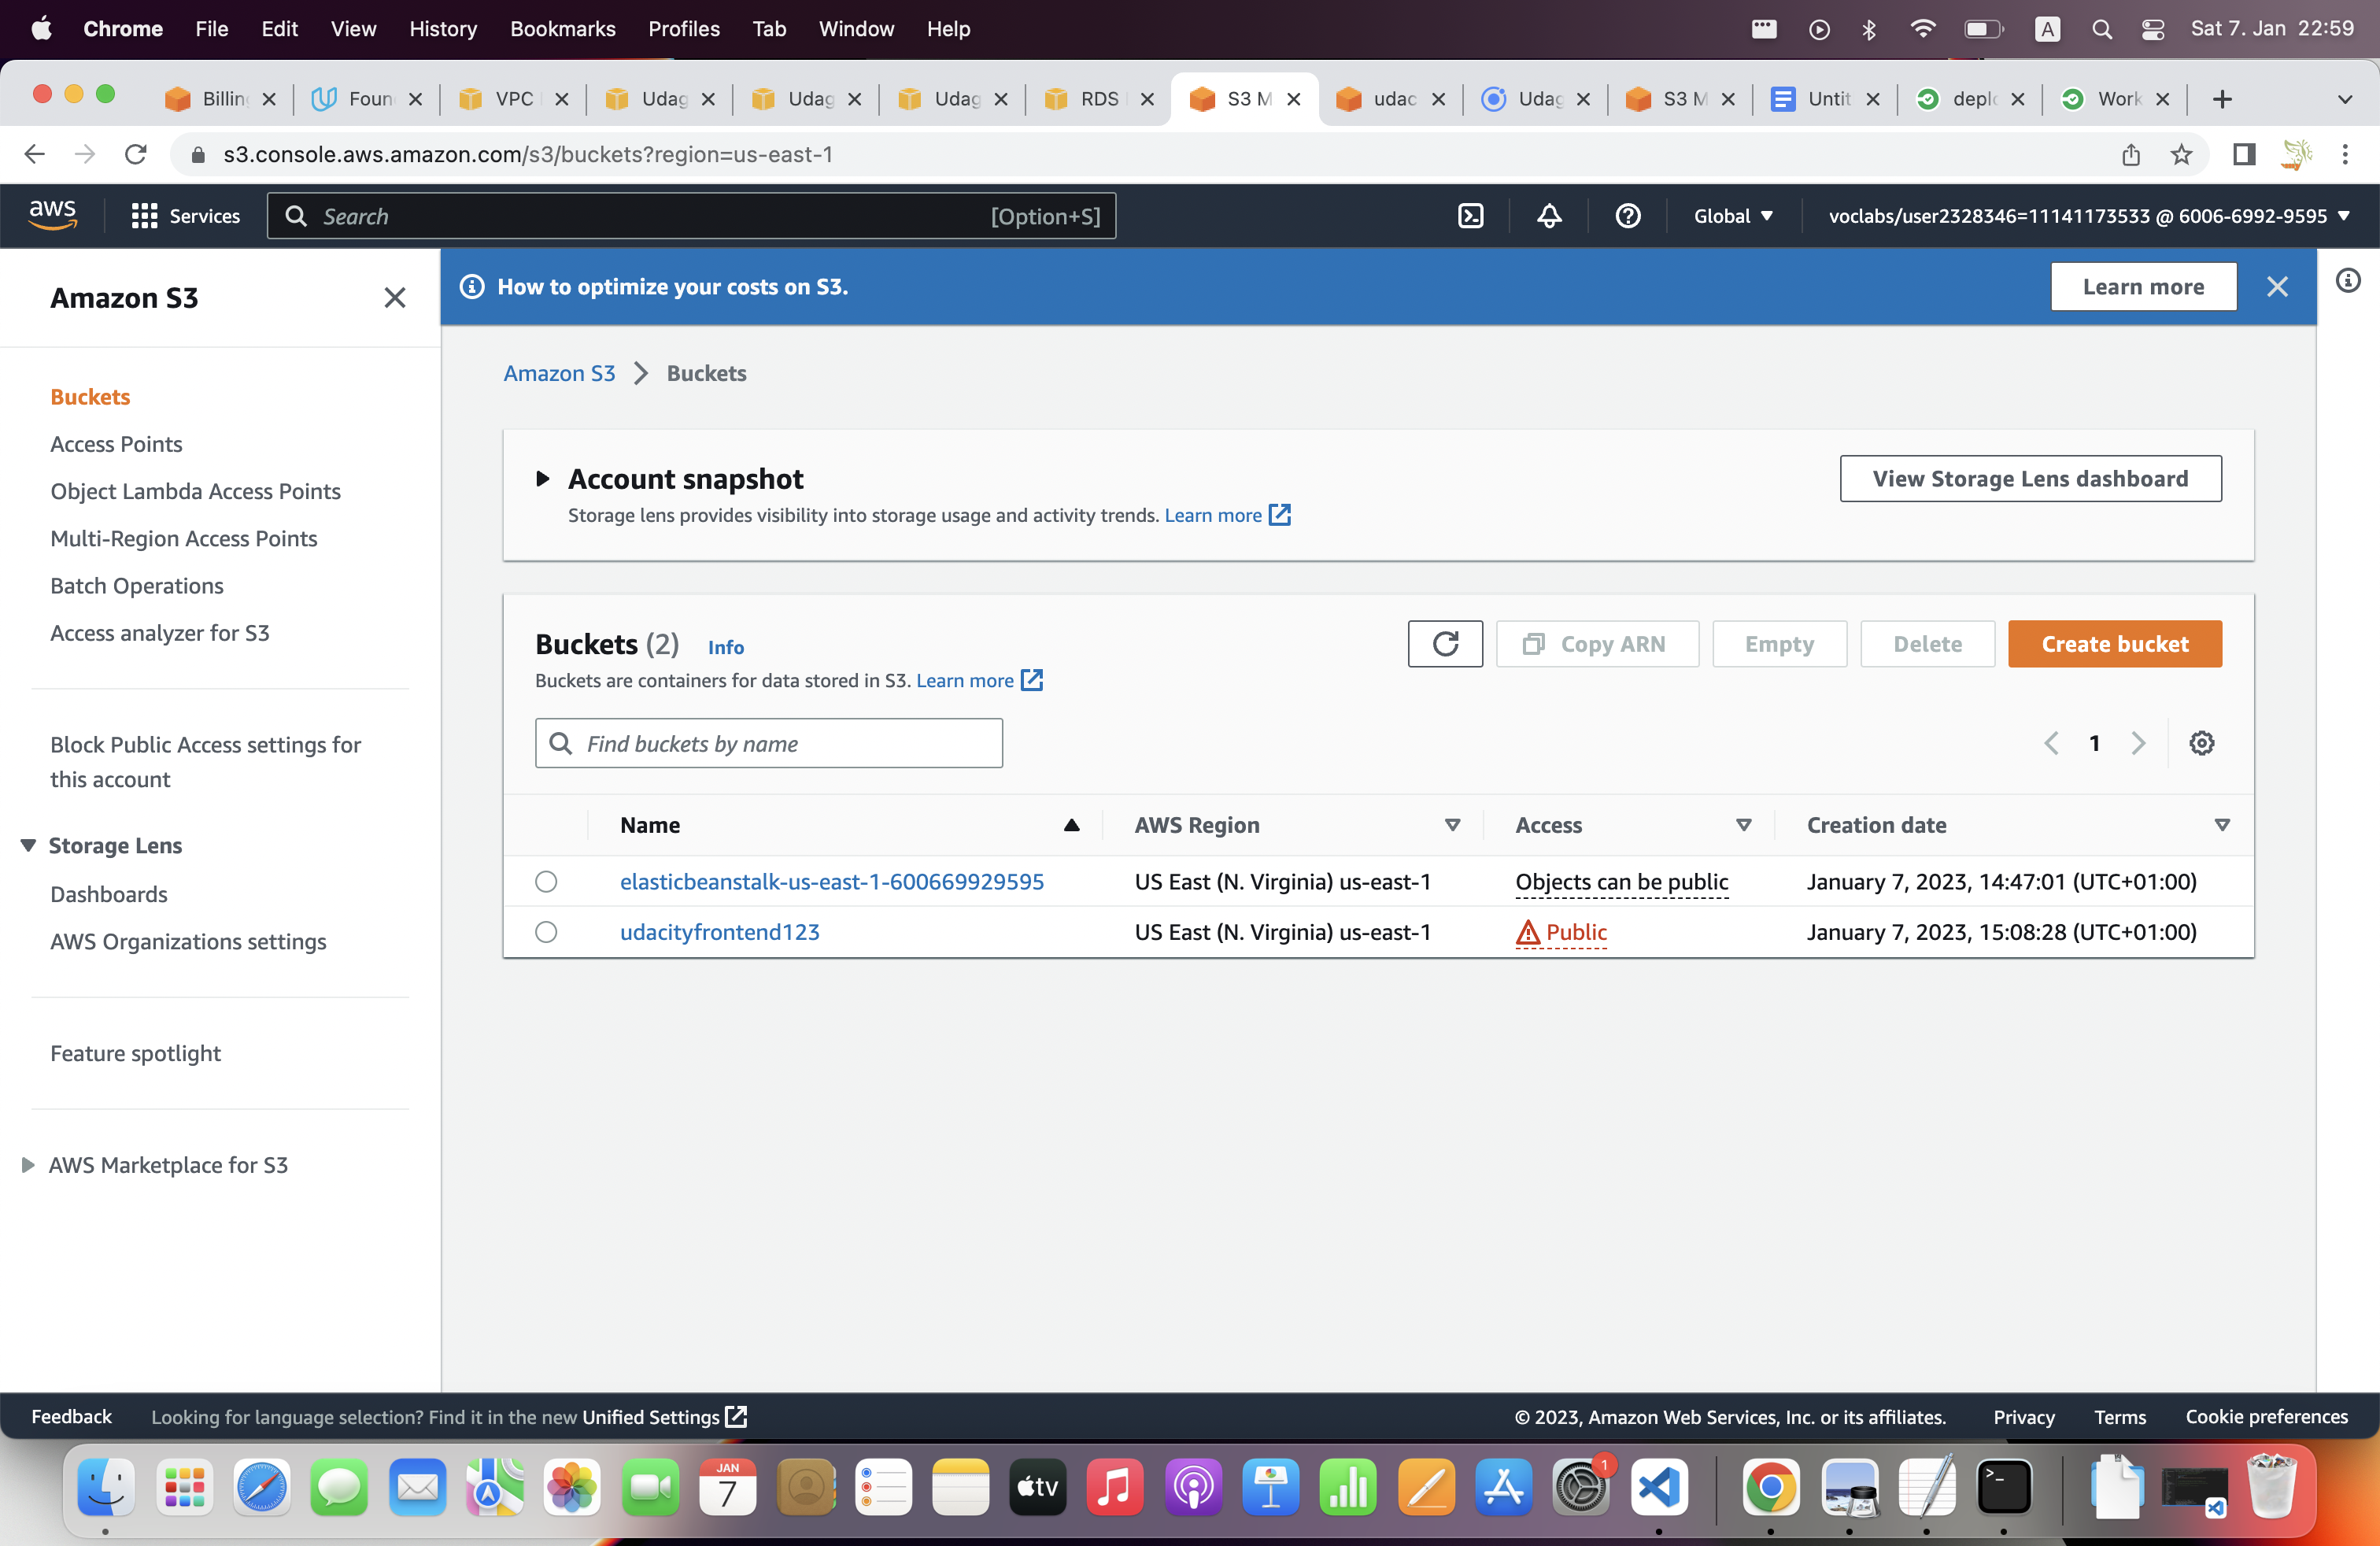 Chrome File Edit View History Bookmarks Profiles Tab Window Help A Sat 7. Jan 22:59
Billin Foun VPC Udag Udag Udag RDS S3 M udac Udag S3 M Untit deplo Work
s3.console.aws.amazon.com/s3/buckets?region=us-east-1
aws Services Search [Option+S] Global voclabs/user2328346=11141173533 @ 6006-6992-9595
Amazon S3
Buckets
Access Points
Object Lambda Access Points
Multi-Region Access Points
Batch Operations
Access analyzer for S3
Block Public Access settings for
this account
Storage Lens
Dashboards
AWS Organizations settings
Feature spotlight
AWS Marketplace for S3
How to optimize your costs on S3. Learn more
Amazon S3 Buckets
Account snapshot View Storage Lens dashboard
Storage lens provides visibility into storage usage and activity trends. Learn more
Buckets (2) Info Copy ARN Empty Delete Create bucket
Buckets are containers for data stored in S3. Learn more
Find buckets by name 1
Name AWS Region Access Creation date
elasticbeanstalk-us-east-1-600669929595 US East (N. Virginia) us-east-1 Objects can be public January 7, 2023, 14:47:01 (UTC+01:00)
udacityfrontend123 US East (N. Virginia) us-east-1 Public January 7, 2023, 15:08:28 (UTC+01:00)
Feedback Looking for language selection? Find it in the new Unified Settings © 2023, Amazon Web Services, Inc. or its affiliates. Privacy Terms Cookie preferences
JAN
7
tv
1